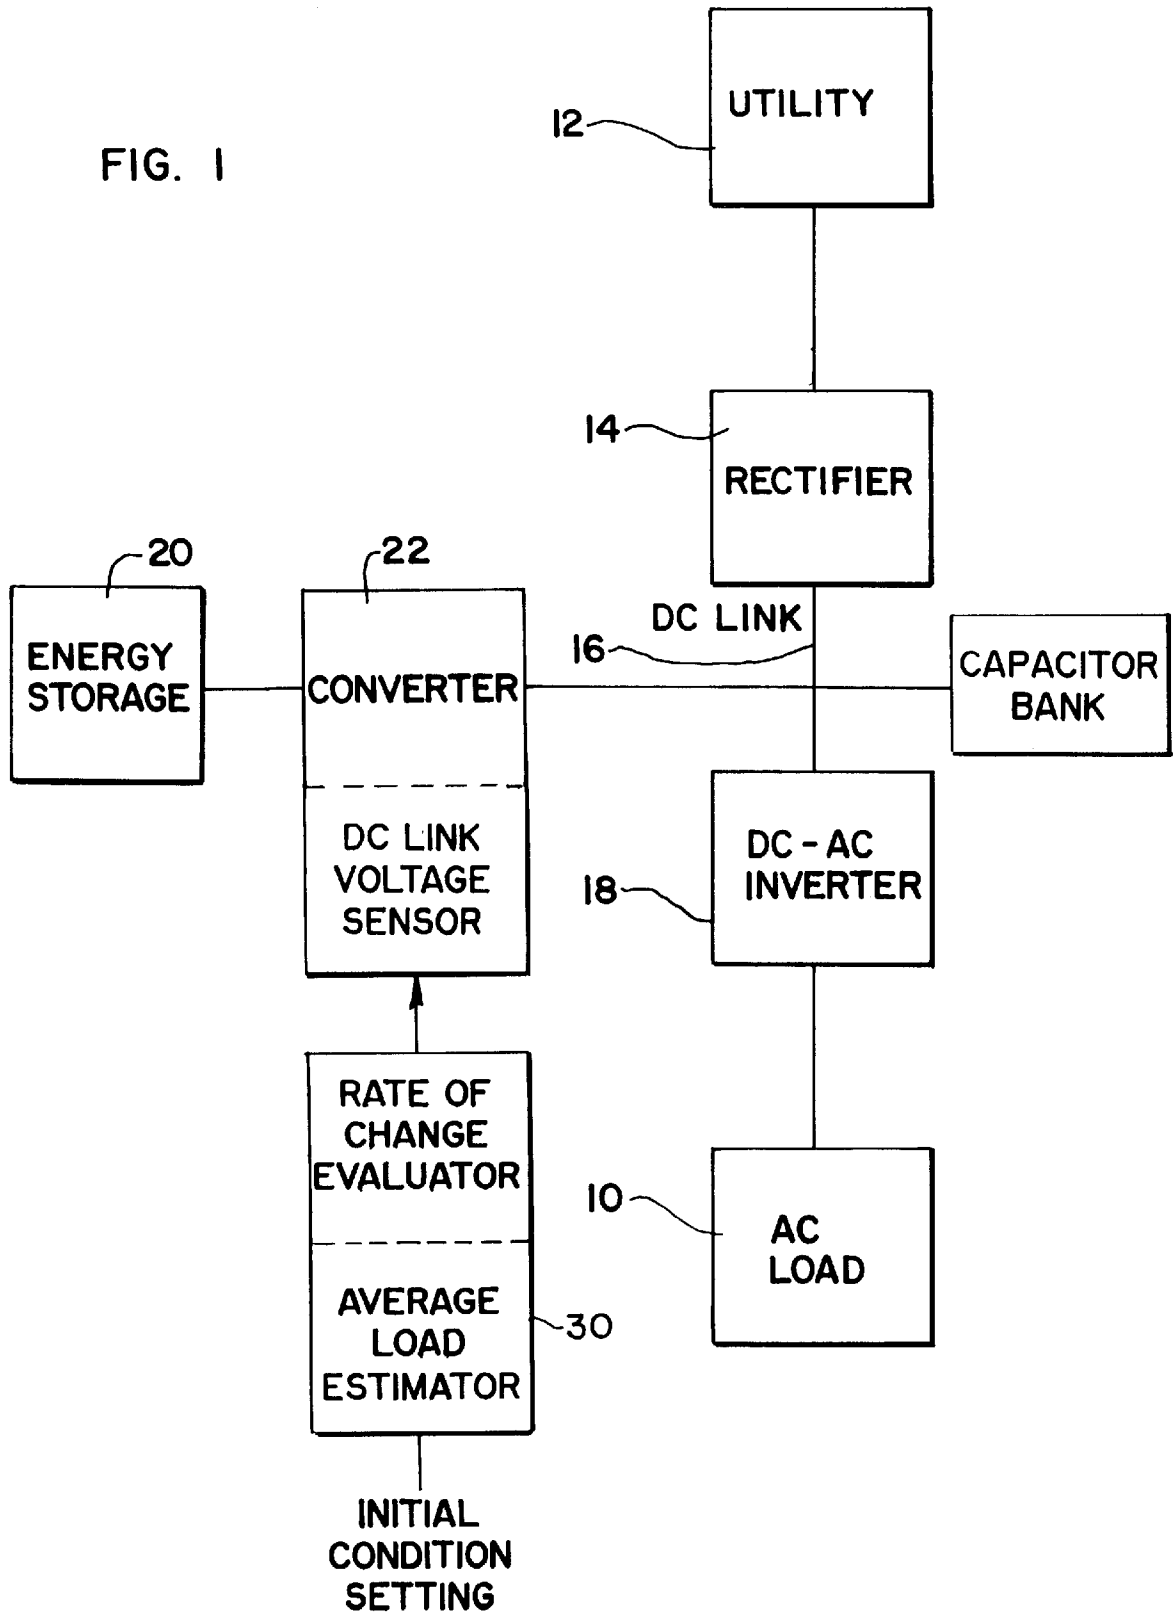 FIG. 1
UTILITY
12
14
RECTIFIER
20
22
DC LINK
16
ENERGY
STORAGE
CONVERTER
CAPACITOR
BANK
DC LINK
VOLTAGE
SENSOR
DC-AC
INVERTER
18
RATE OF
CHANGE
EVALUATOR
10
AC
LOAD
AVERAGE
LOAD
ESTIMATOR
30
INITIAL
CONDITION
SETTING